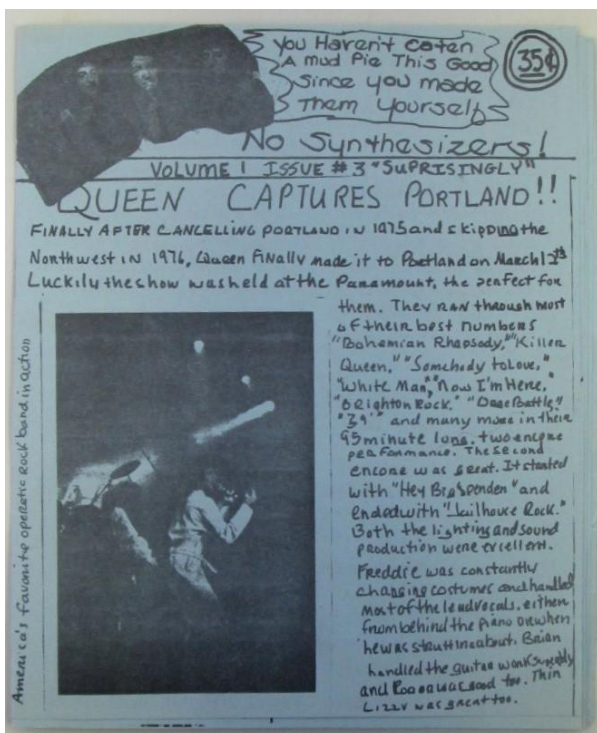 You Haven't eaten
A mud Pie This Good
Since you made
Them Yourself
35¢
No Synthesizers!
VOLUME 1 ISSUE #3 "SUPRISINGLY"
QUEEN CAPTURES PORTLAND!!
FINALLY AFTER CANCELLING PORTLAND IN 1975 and skipping the
Northwest IN 1976, Queen Finally made it to Portland on March 12th
Luckily the show was held at the Paramount, the perfect for
them. They RAN through most
of their best numbers
"Bohemian Rhapsody," "Killer
Queen," "Somebody to Love,"
"White Man," "Now I'm Here,"
"Brighton Rock." "
"39" and many more in their
95 minute long, two encore
performance. The second
encore was great. It started
with "Hey Big Spender" and
ended with "Jailhouse Rock."
Both the lighting and sound
production were excellent.
Freddie was constantly
changing costumes and handled
most of the lead vocals, either
from behind the piano or when
he was strutting about. Brian
handled the guitar work superbly
and was good too. Thin
Lizzy was great too.
America's favorite operatic Rock band in action